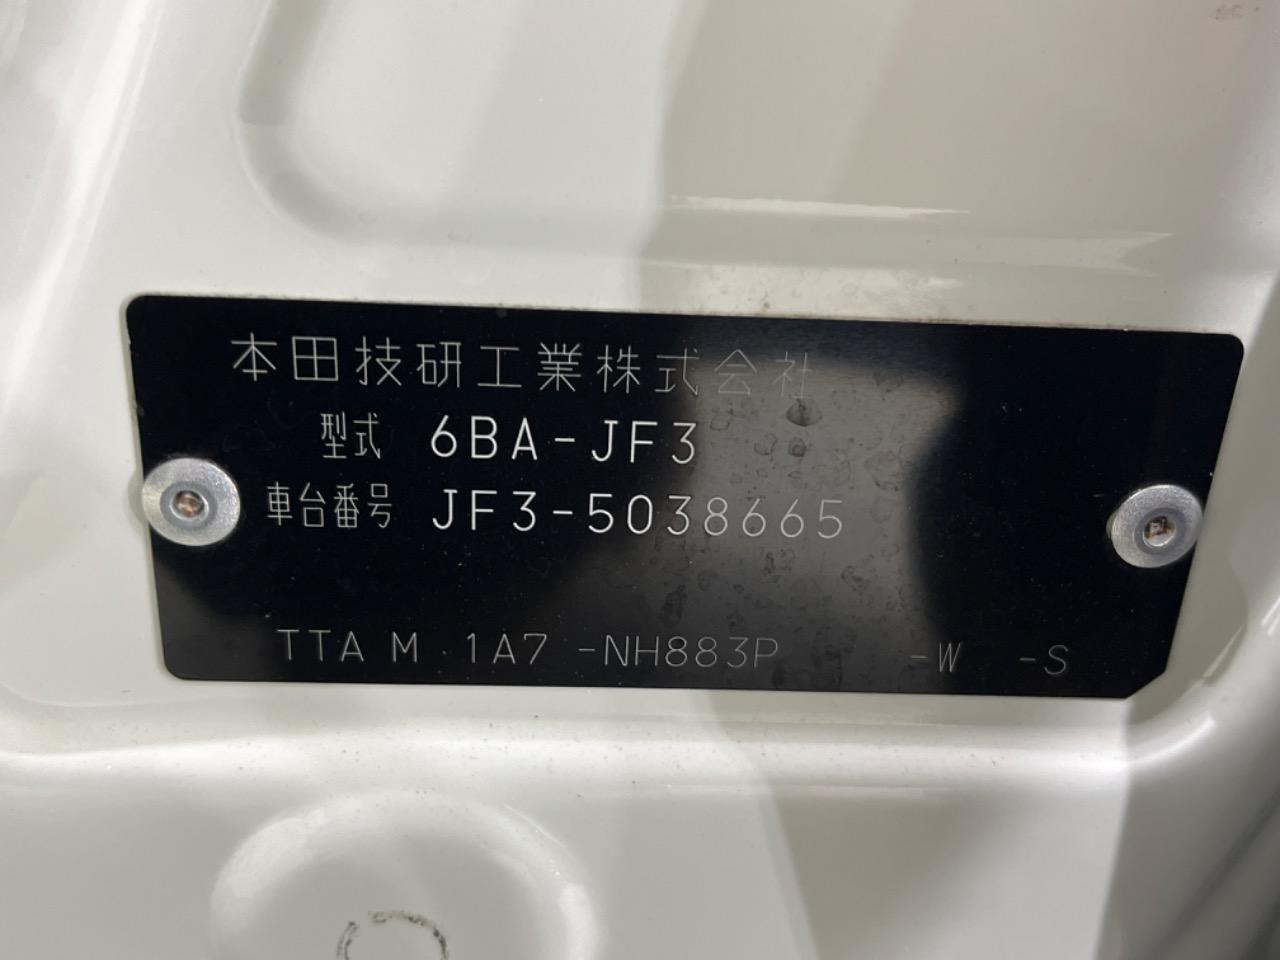 本田技研工業株式会社
型式 6BA-JF3
車台番号 JF3-5038665
TTA M 1A7 -NH883P -W -S